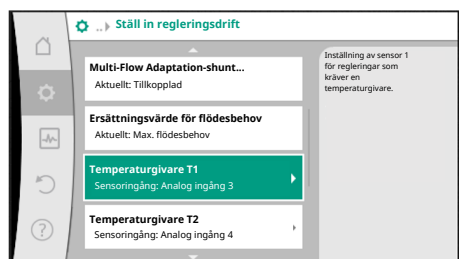 ..▸ Ställ in regleringsdrift
Multi-Flow Adaptation-shunt...
Aktuellt: Tillkopplad
Ersättningsvärde för flödesbehov
Aktuellt: Max. flödesbehov
Temperaturgivare T1
Sensoringång: Analog ingång 3
Temperaturgivare T2
Sensoringång: Analog ingång 4
Inställning av sensor 1
för regleringar som
kräver en
temperaturgivare.